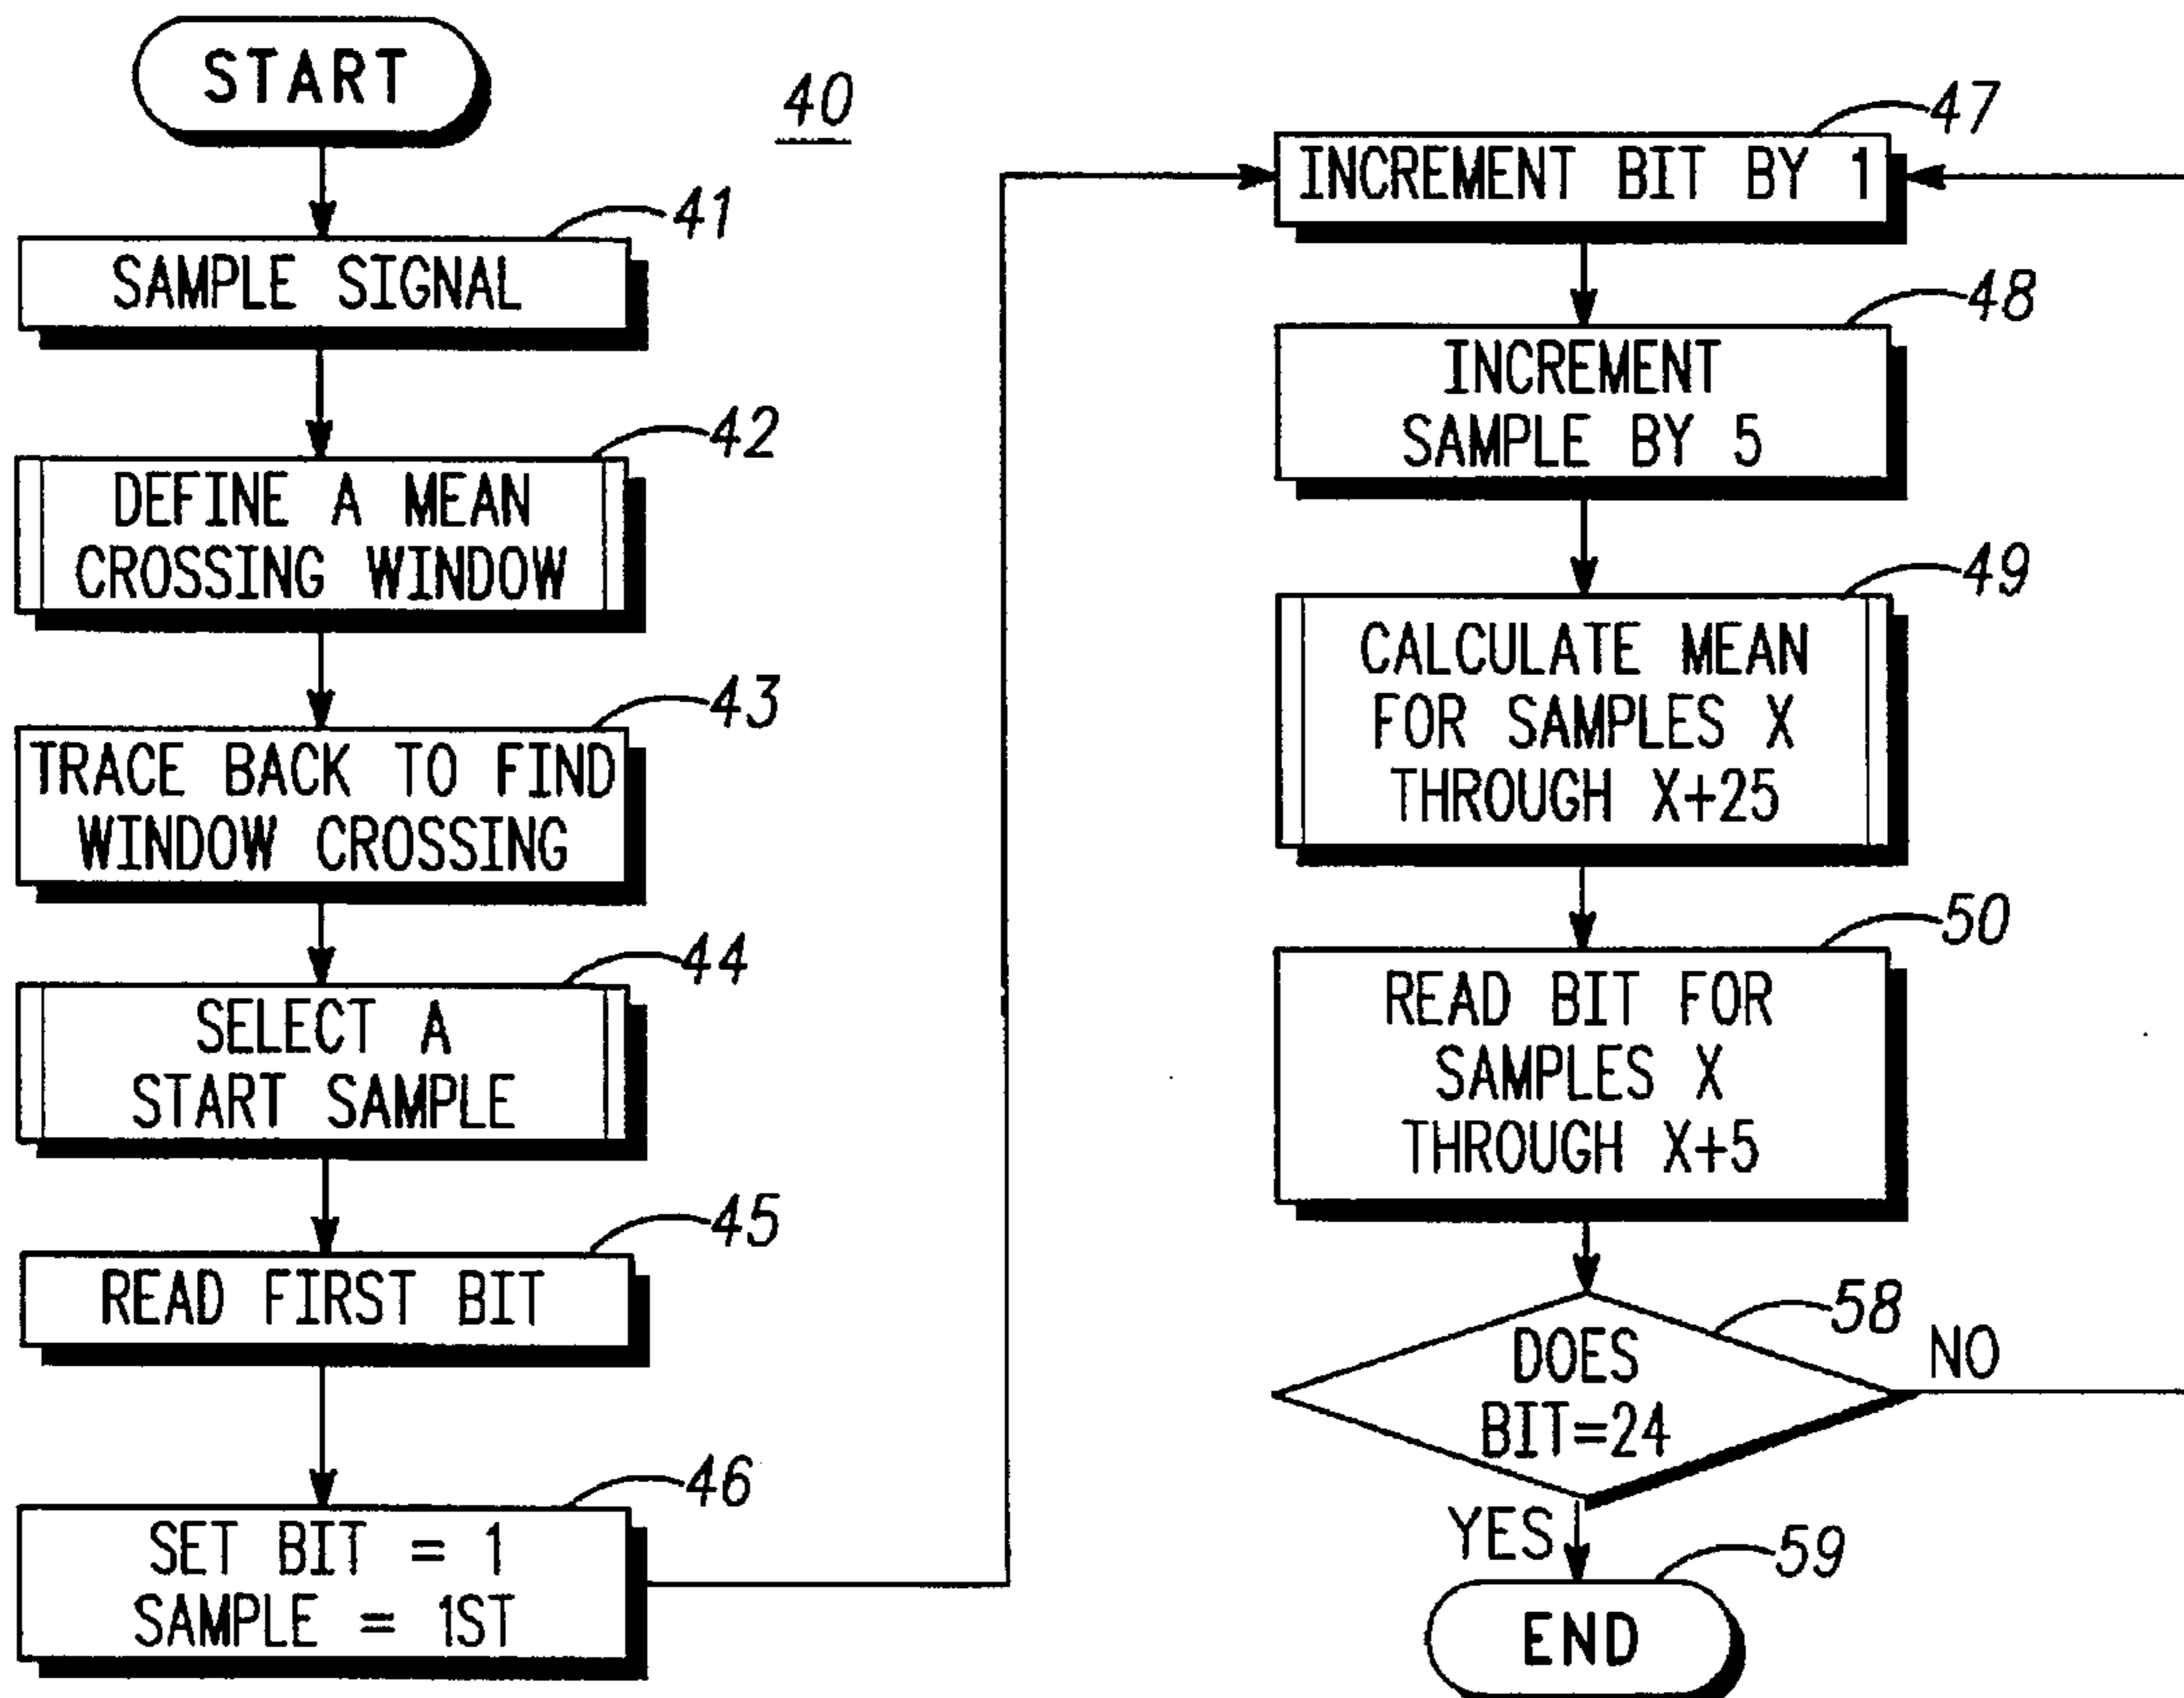 START
40
41
SAMPLE SIGNAL
42
DEFINE A MEAN
CROSSING WINDOW
43
TRACE BACK TO FIND
WINDOW CROSSING
44
SELECT A
START SAMPLE
45
READ FIRST BIT
46
SET BIT = 1
SAMPLE = 1ST
47
INCREMENT BIT BY 1
48
INCREMENT
SAMPLE BY 5
49
CALCULATE MEAN
FOR SAMPLES X
THROUGH X+25
50
READ BIT FOR
SAMPLES X
THROUGH X+5
58
DOES
BIT=24
NO
YES
59
END